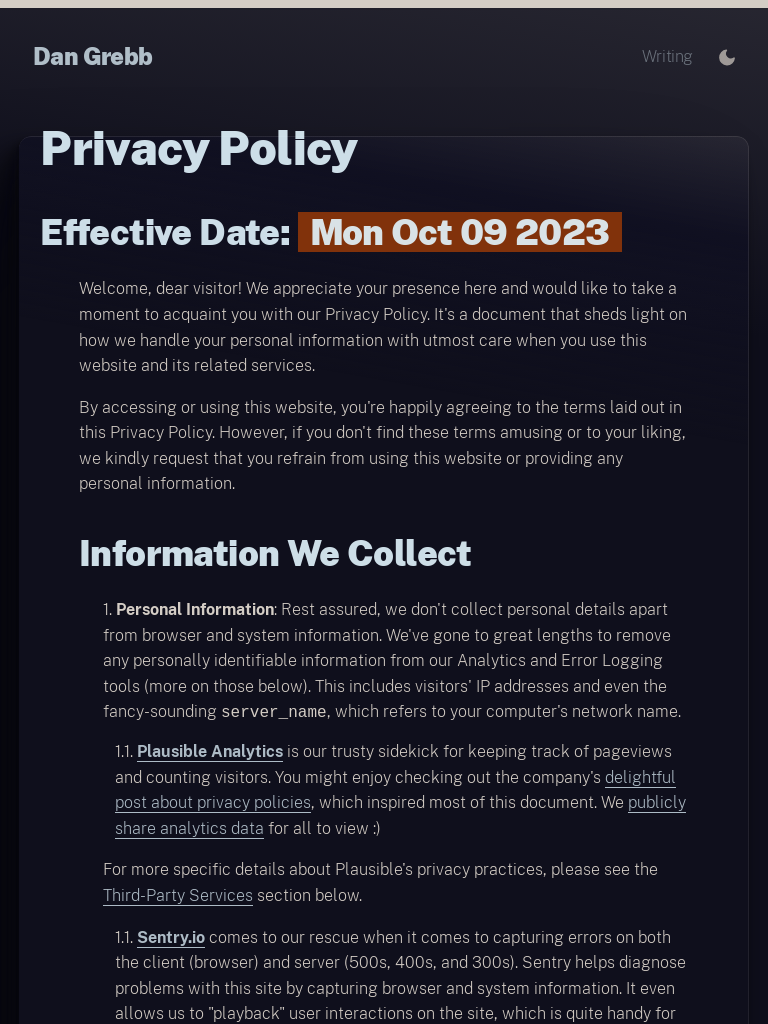 Dan Grebb
Writing
Privacy Policy
Effective Date: Mon Oct 09 2023
Welcome, dear visitor! We appreciate your presence here and would like to take a
moment to acquaint you with our Privacy Policy. It's a document that sheds light on
how we handle your personal information with utmost care when you use this
website and its related services.
By accessing or using this website, you're happily agreeing to the terms laid out in
this Privacy Policy. However, if you don't find these terms amusing or to your liking,
we kindly request that you refrain from using this website or providing any
personal information.
Information We Collect
1. Personal Information: Rest assured, we don't collect personal details apart
from browser and system information. We've gone to great lengths to remove
any personally identifiable information from our Analytics and Error Logging
tools (more on those below). This includes visitors' IP addresses and even the
fancy-sounding server_name, which refers to your computer's network name.
1.1. Plausible Analytics is our trusty sidekick for keeping track of pageviews
and counting visitors. You might enjoy checking out the company's delightful
post about privacy policies, which inspired most of this document. We publicly
share analytics data for all to view :)
For more specific details about Plausible's privacy practices, please see the
Third-Party Services section below.
1.1. Sentry.io comes to our rescue when it comes to capturing errors on both
the client (browser) and server (500s, 400s, and 300s). Sentry helps diagnose
problems with this site by capturing browser and system information. It even
allows us to "playback" user interactions on the site, which is quite handy for